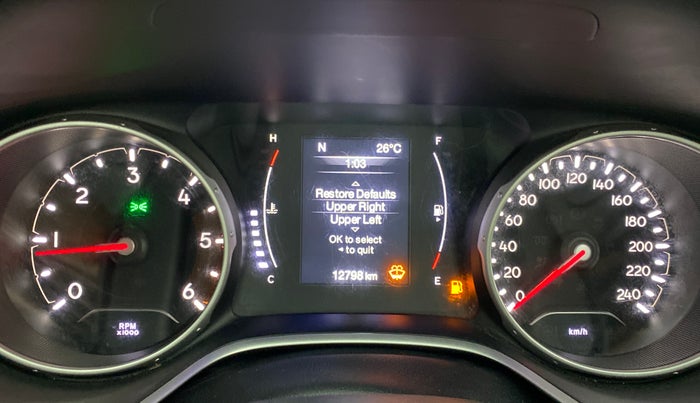 0
1
2
3
4
5
6
RPM
x1000
H
C
N 26°C
1:03
Restore Defaults
Upper Right
Upper Left
OK to select
to quit
12798 km
F
E
0
20
40
60
80
100
120
140
160
180
200
220
240
km/h